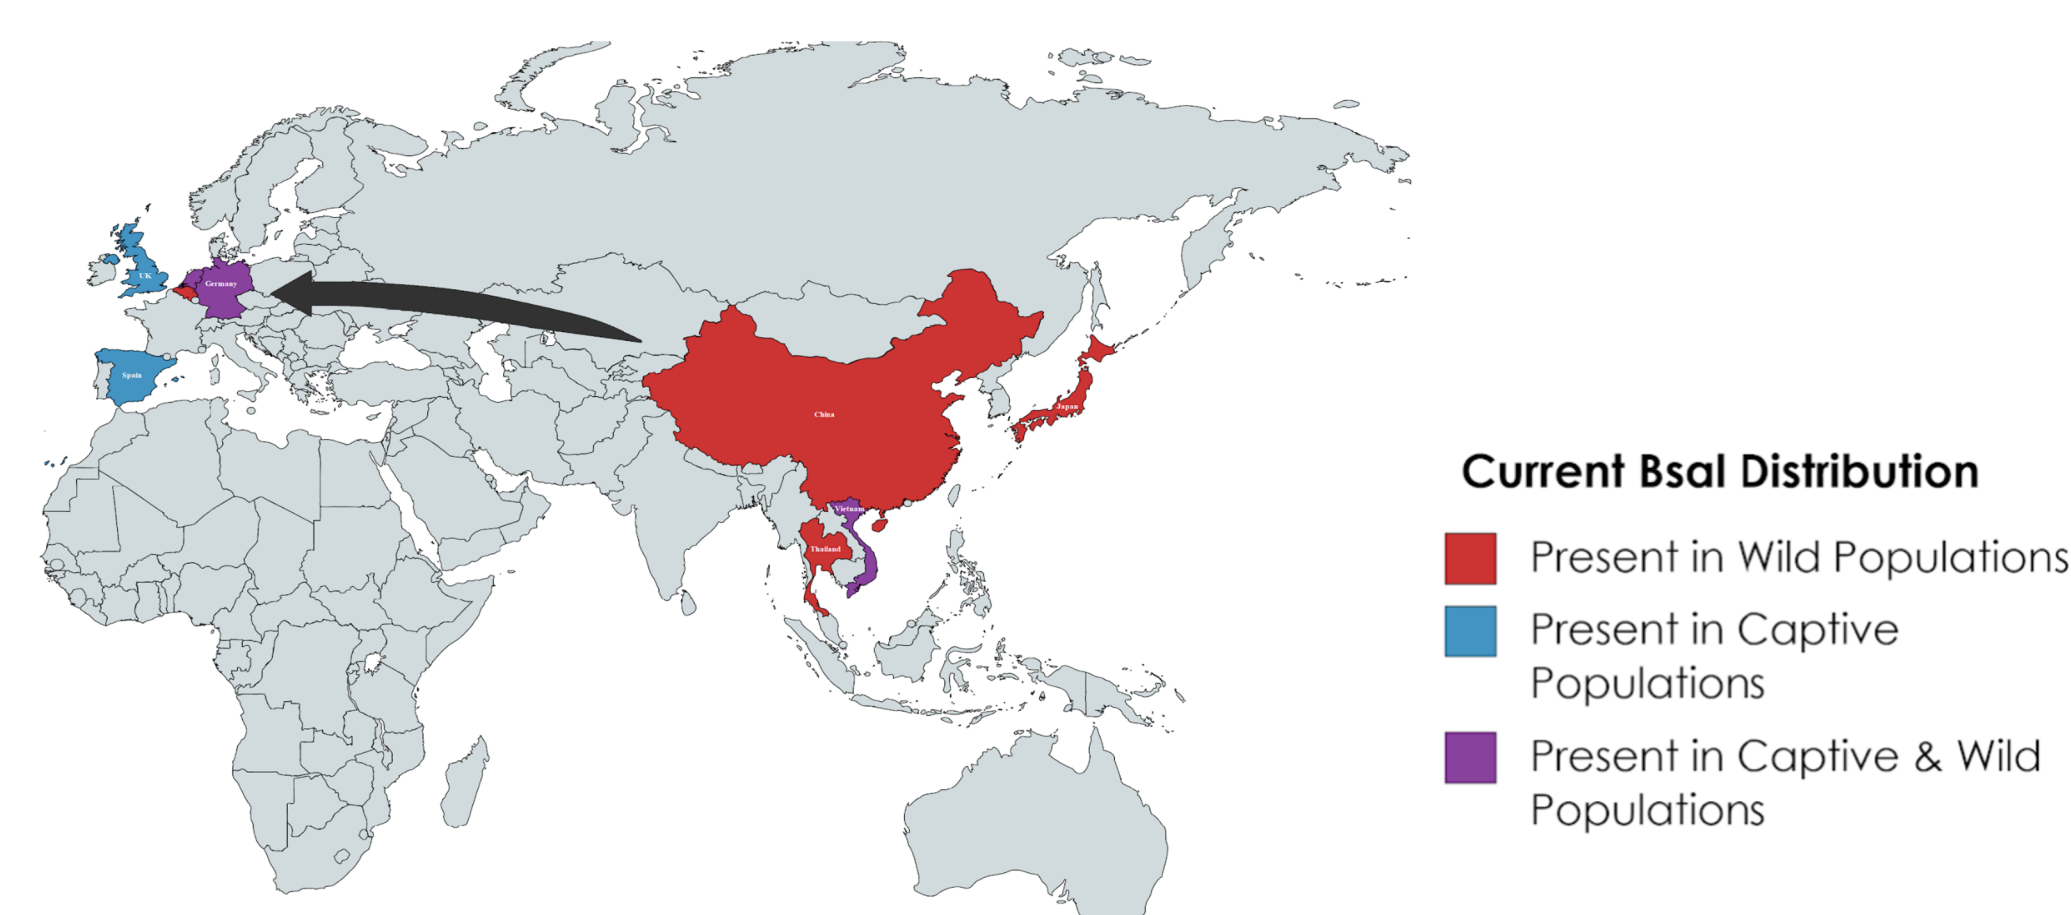 UK
Germany
Spain
China
Japan
Vietnam
Thailand
Current Bsal Distribution
Present in Wild Populations
Present in Captive
Populations
Present in Captive & Wild
Populations